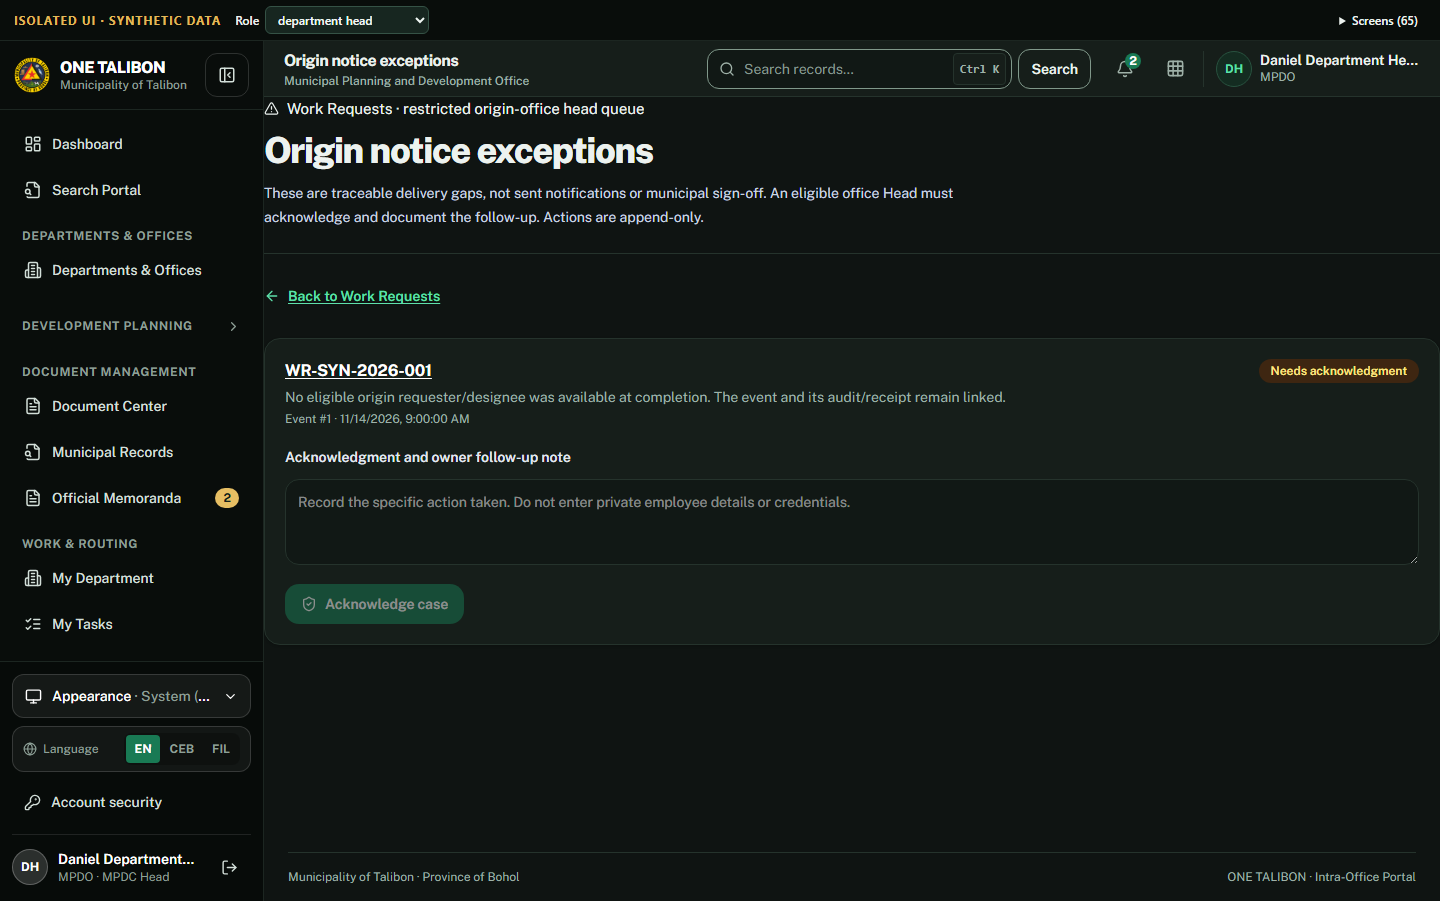 ISOLATED UI · SYNTHETIC DATA
Role
department head
Screens (65)
ONE TALIBON
Municipality of Talibon
Origin notice exceptions
Municipal Planning and Development Office
Search records...
Ctrl K
Search
2
DH
Daniel Department He...
MPDO
Dashboard
Search Portal
DEPARTMENTS & OFFICES
Departments & Offices
DEVELOPMENT PLANNING
DOCUMENT MANAGEMENT
Document Center
Municipal Records
Official Memoranda
2
WORK & ROUTING
My Department
My Tasks
Appearance · System (...
Language
EN
CEB
FIL
Account security
DH
Daniel Department...
MPDO · MPDC Head
Work Requests · restricted origin-office head queue
Origin notice exceptions
These are traceable delivery gaps, not sent notifications or municipal sign-off. An eligible office Head must
acknowledge and document the follow-up. Actions are append-only.
Back to Work Requests
WR-SYN-2026-001
Needs acknowledgment
No eligible origin requester/designee was available at completion. The event and its audit/receipt remain linked.
Event #1 · 11/14/2026, 9:00:00 AM
Acknowledgment and owner follow-up note
Record the specific action taken. Do not enter private employee details or credentials.
Acknowledge case
Municipality of Talibon · Province of Bohol
ONE TALIBON · Intra-Office Portal